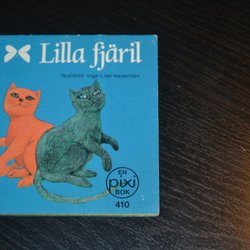 Lilla fjäril
Text/bild: Inge-Lise Hauerslev
EN
pixi
BOK
410